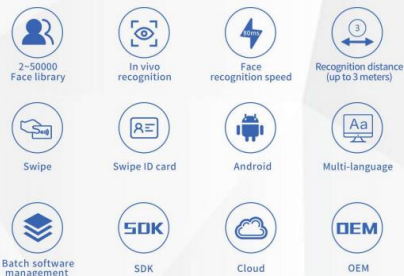 80ms
3
2~50000
Face library
In vivo
recognition
Face
recognition speed
Recognition distance
(up to 3 meters)
Aa
Swipe
Swipe ID card
Android
Multi-language
SDK
OEM
Batch software
management
SDK
Cloud
OEM